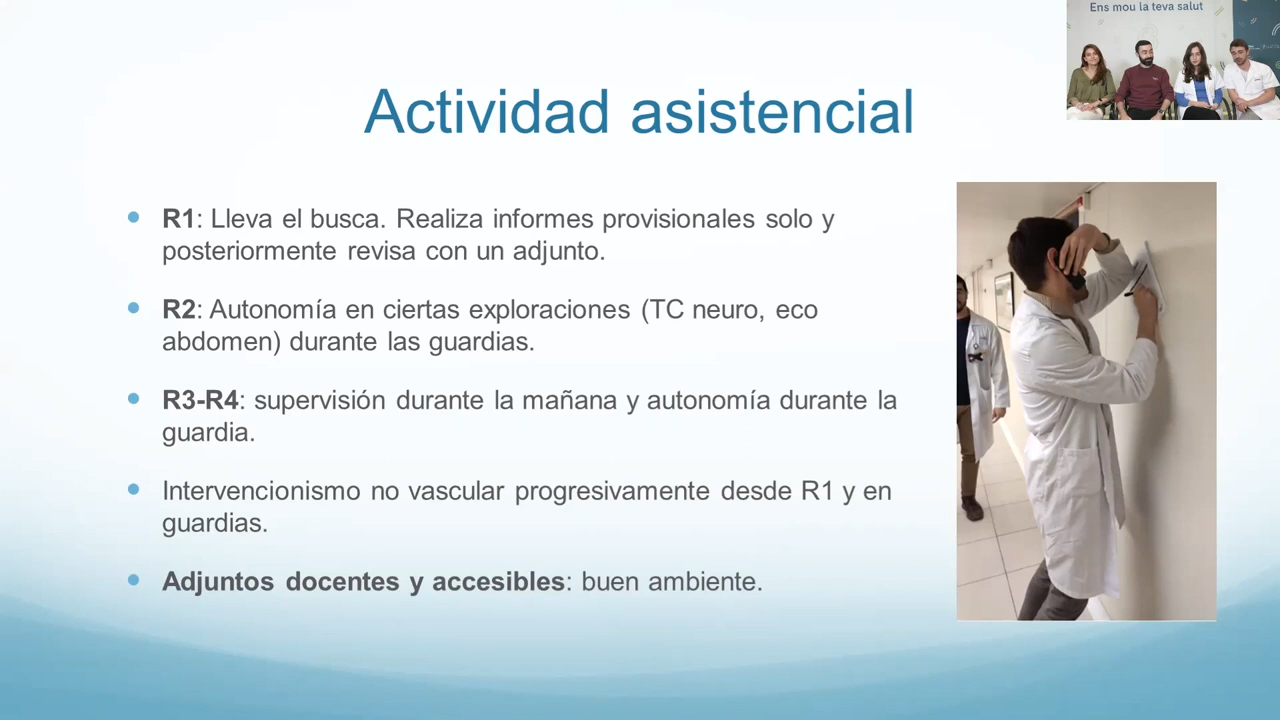 Ens mou la teva salut
Actividad asistencial
R1: Lleva el busca. Realiza informes provisionales solo y
posteriormente revisa con un adjunto.
R2: Autonomía en ciertas exploraciones (TC neuro, eco
abdomen) durante las guardias.
R3-R4: supervisión durante la mañana y autonomía durante la
guardia.
Intervencionismo no vascular progresivamente desde R1 y en
guardias.
Adjuntos docentes y accesibles: buen ambiente.